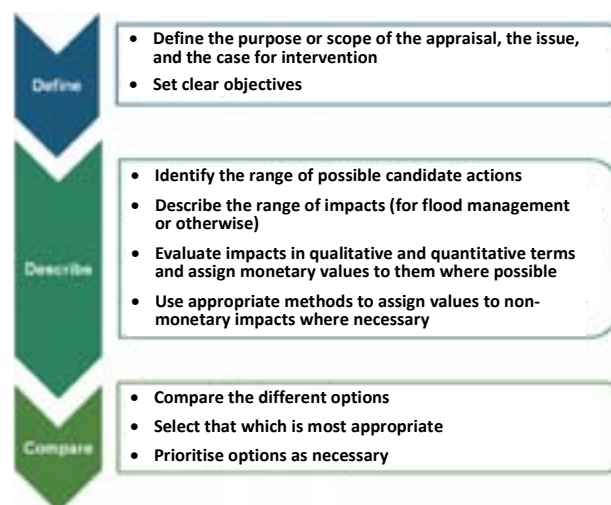 Define
• Define the purpose or scope of the appraisal, the issue,
and the case for intervention
• Set clear objectives
Describe
• Identify the range of possible candidate actions
• Describe the range of impacts (for flood management
or otherwise)
• Evaluate impacts in qualitative and quantitative terms
and assign monetary values to them where possible
• Use appropriate methods to assign values to non-
monetary impacts where necessary
Compare
• Compare the different options
• Select that which is most appropriate
• Prioritise options as necessary